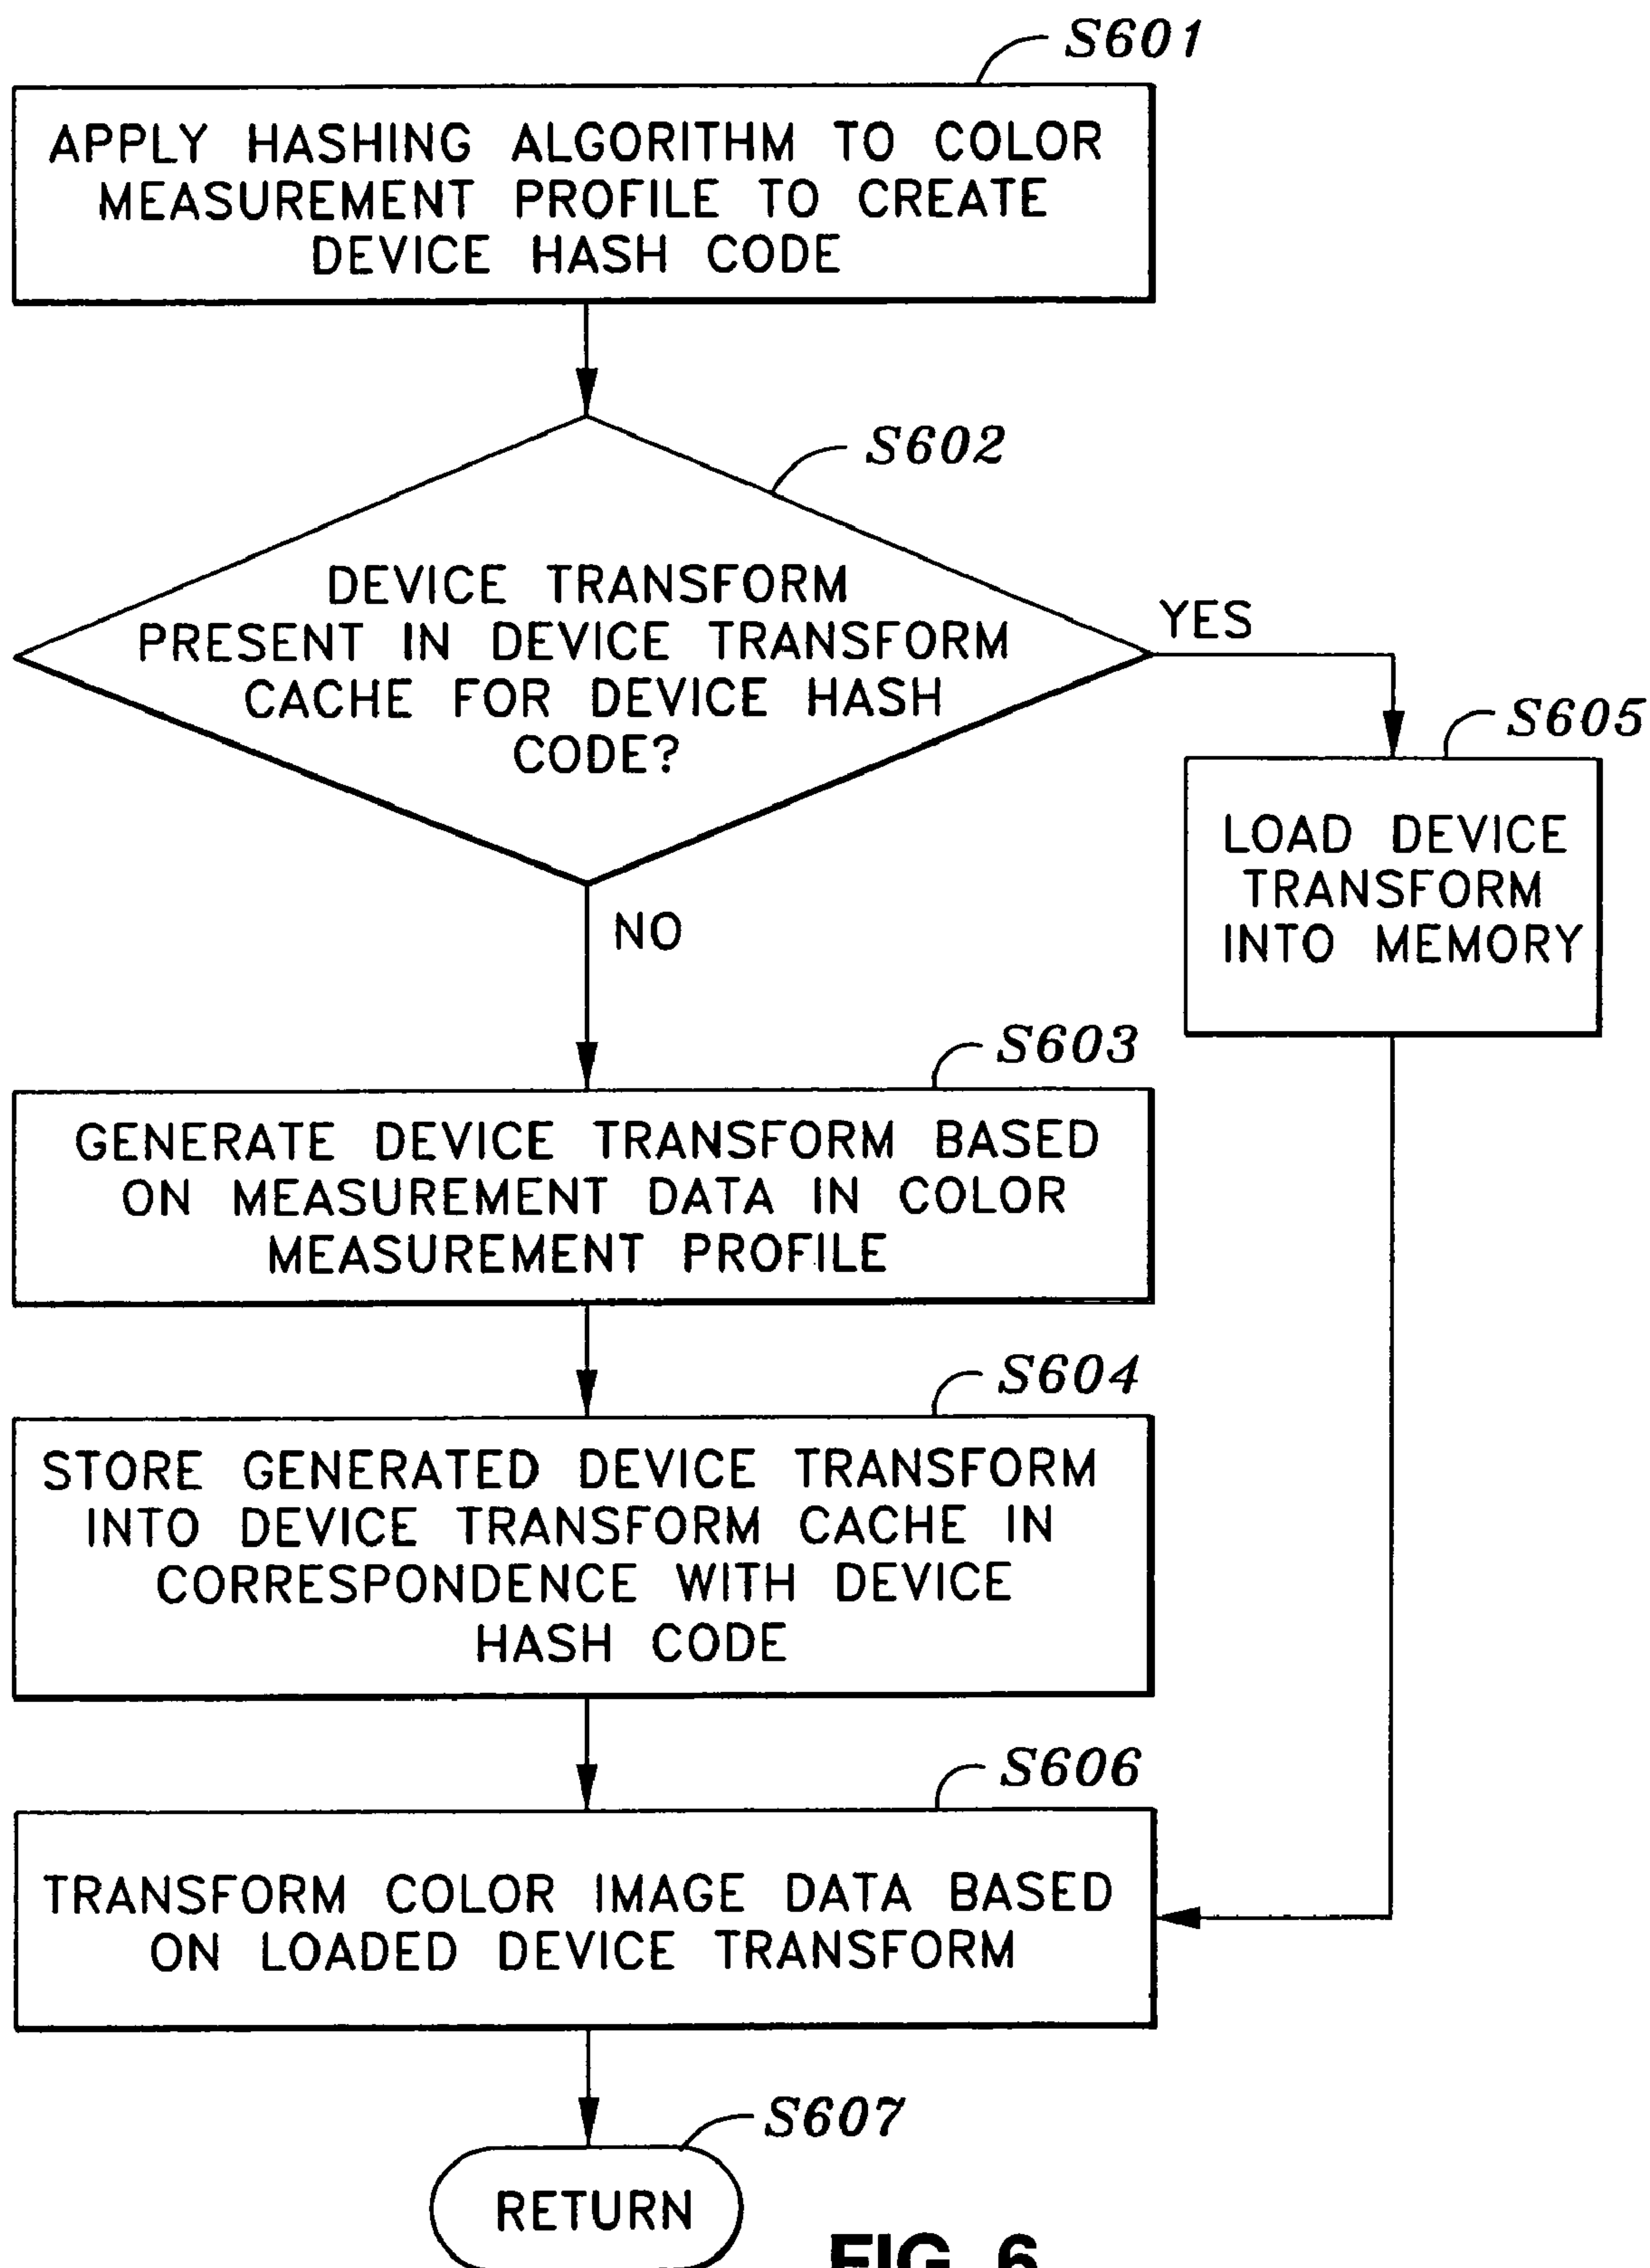 S601
APPLY HASHING ALGORITHM TO COLOR
MEASUREMENT PROFILE TO CREATE
DEVICE HASH CODE
S602
DEVICE TRANSFORM
PRESENT IN DEVICE TRANSFORM
CACHE FOR DEVICE HASH
CODE?
YES
NO
S605
LOAD DEVICE
TRANSFORM
INTO MEMORY
S603
GENERATE DEVICE TRANSFORM BASED
ON MEASUREMENT DATA IN COLOR
MEASUREMENT PROFILE
S604
STORE GENERATED DEVICE TRANSFORM
INTO DEVICE TRANSFORM CACHE IN
CORRESPONDENCE WITH DEVICE
HASH CODE
S606
TRANSFORM COLOR IMAGE DATA BASED
ON LOADED DEVICE TRANSFORM
S607
RETURN
FIG. 6